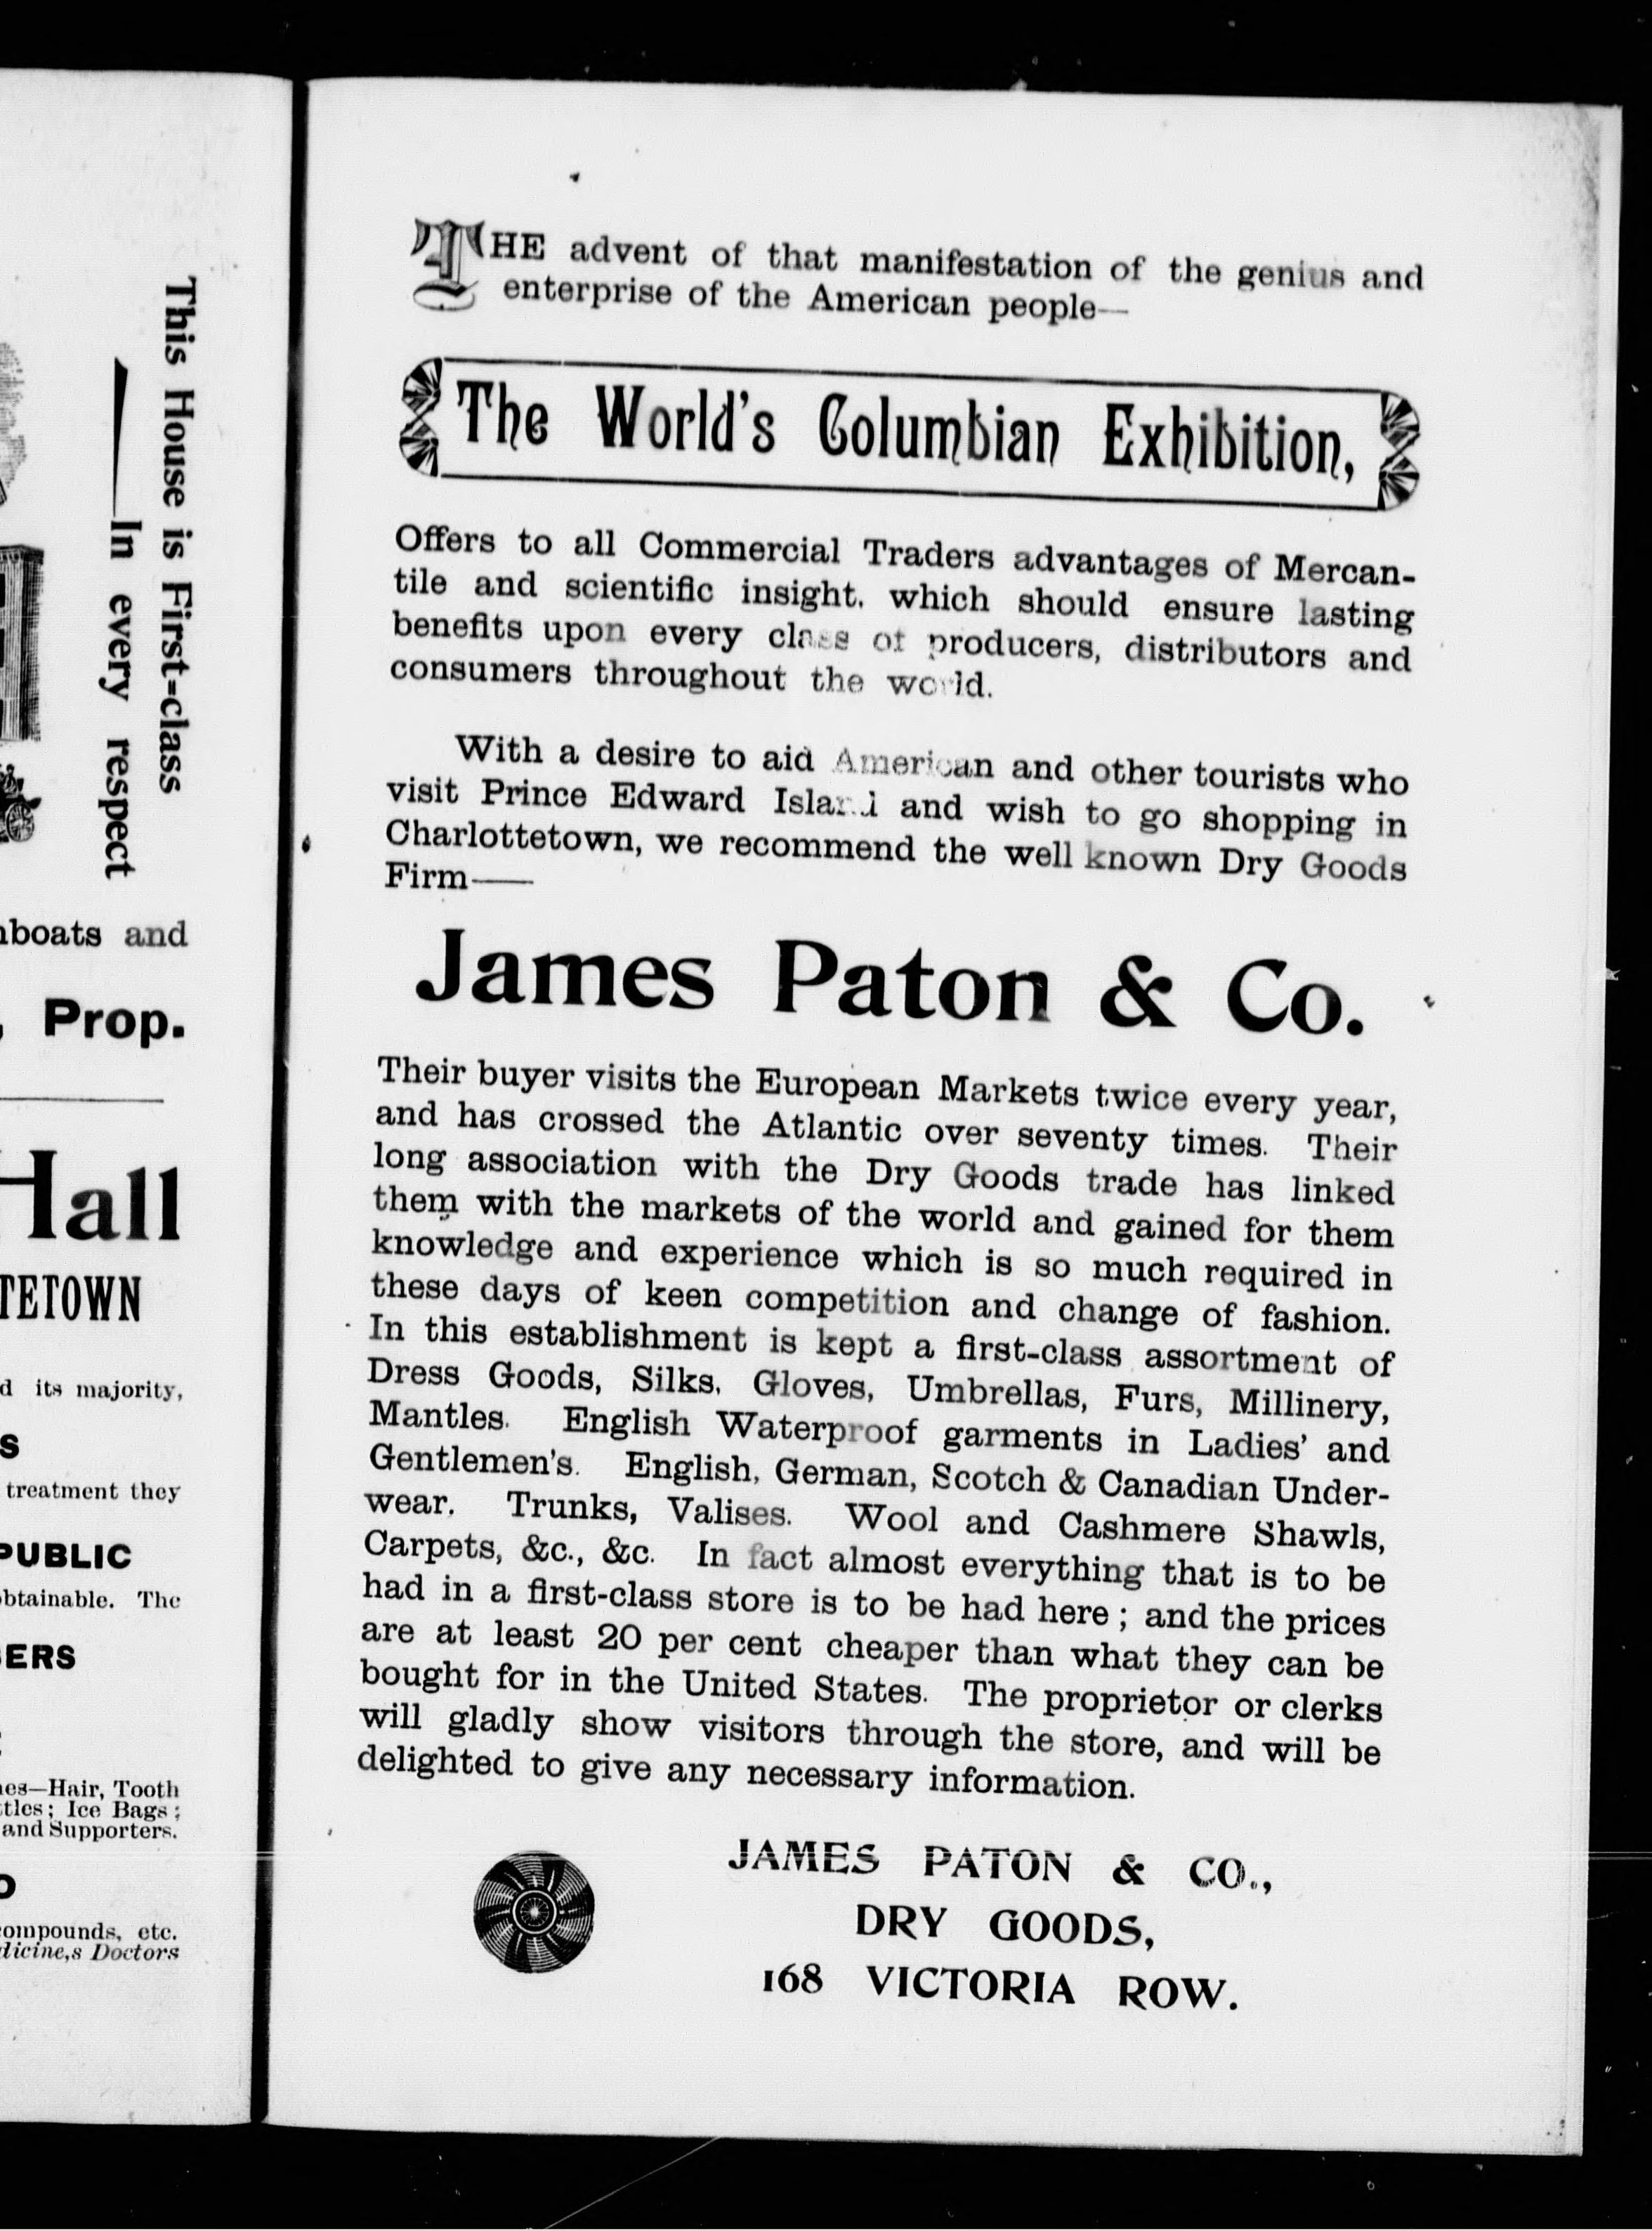 This House is First-class
In every respect
boats and
, Prop.
Hall
TETOWN
d its majority,
S
treatment they
PUBLIC
btainable. The
ERS
es—Hair, Tooth
tles; Ice Bags;
and Supporters.
O
ompounds, etc.
dicine,s Doctors
THE advent of that manifestation of the genius and
enterprise of the American people—
The World's Columbian Exhibition,
Offers to all Commercial Traders advantages of Mercan-
tile and scientific insight, which should ensure lasting
benefits upon every class of producers, distributors and
consumers throughout the world.
With a desire to aid American and other tourists who
visit Prince Edward Island and wish to go shopping in
Charlottetown, we recommend the well known Dry Goods
Firm—
James Paton & Co.
Their buyer visits the European Markets twice every year,
and has crossed the Atlantic over seventy times. Their
long association with the Dry Goods trade has linked
them with the markets of the world and gained for them
knowledge and experience which is so much required in
these days of keen competition and change of fashion.
In this establishment is kept a first-class assortment of
Dress Goods, Silks, Gloves, Umbrellas, Furs, Millinery,
Mantles. English Waterproof garments in Ladies' and
Gentlemen's. English, German, Scotch & Canadian Under-
wear. Trunks, Valises. Wool and Cashmere Shawls,
Carpets, &c., &c. In fact almost everything that is to be
had in a first-class store is to be had here; and the prices
are at least 20 per cent cheaper than what they can be
bought for in the United States. The proprietor or clerks
will gladly show visitors through the store, and will be
delighted to give any necessary information.
JAMES PATON & CO.,
DRY GOODS,
168 VICTORIA ROW.